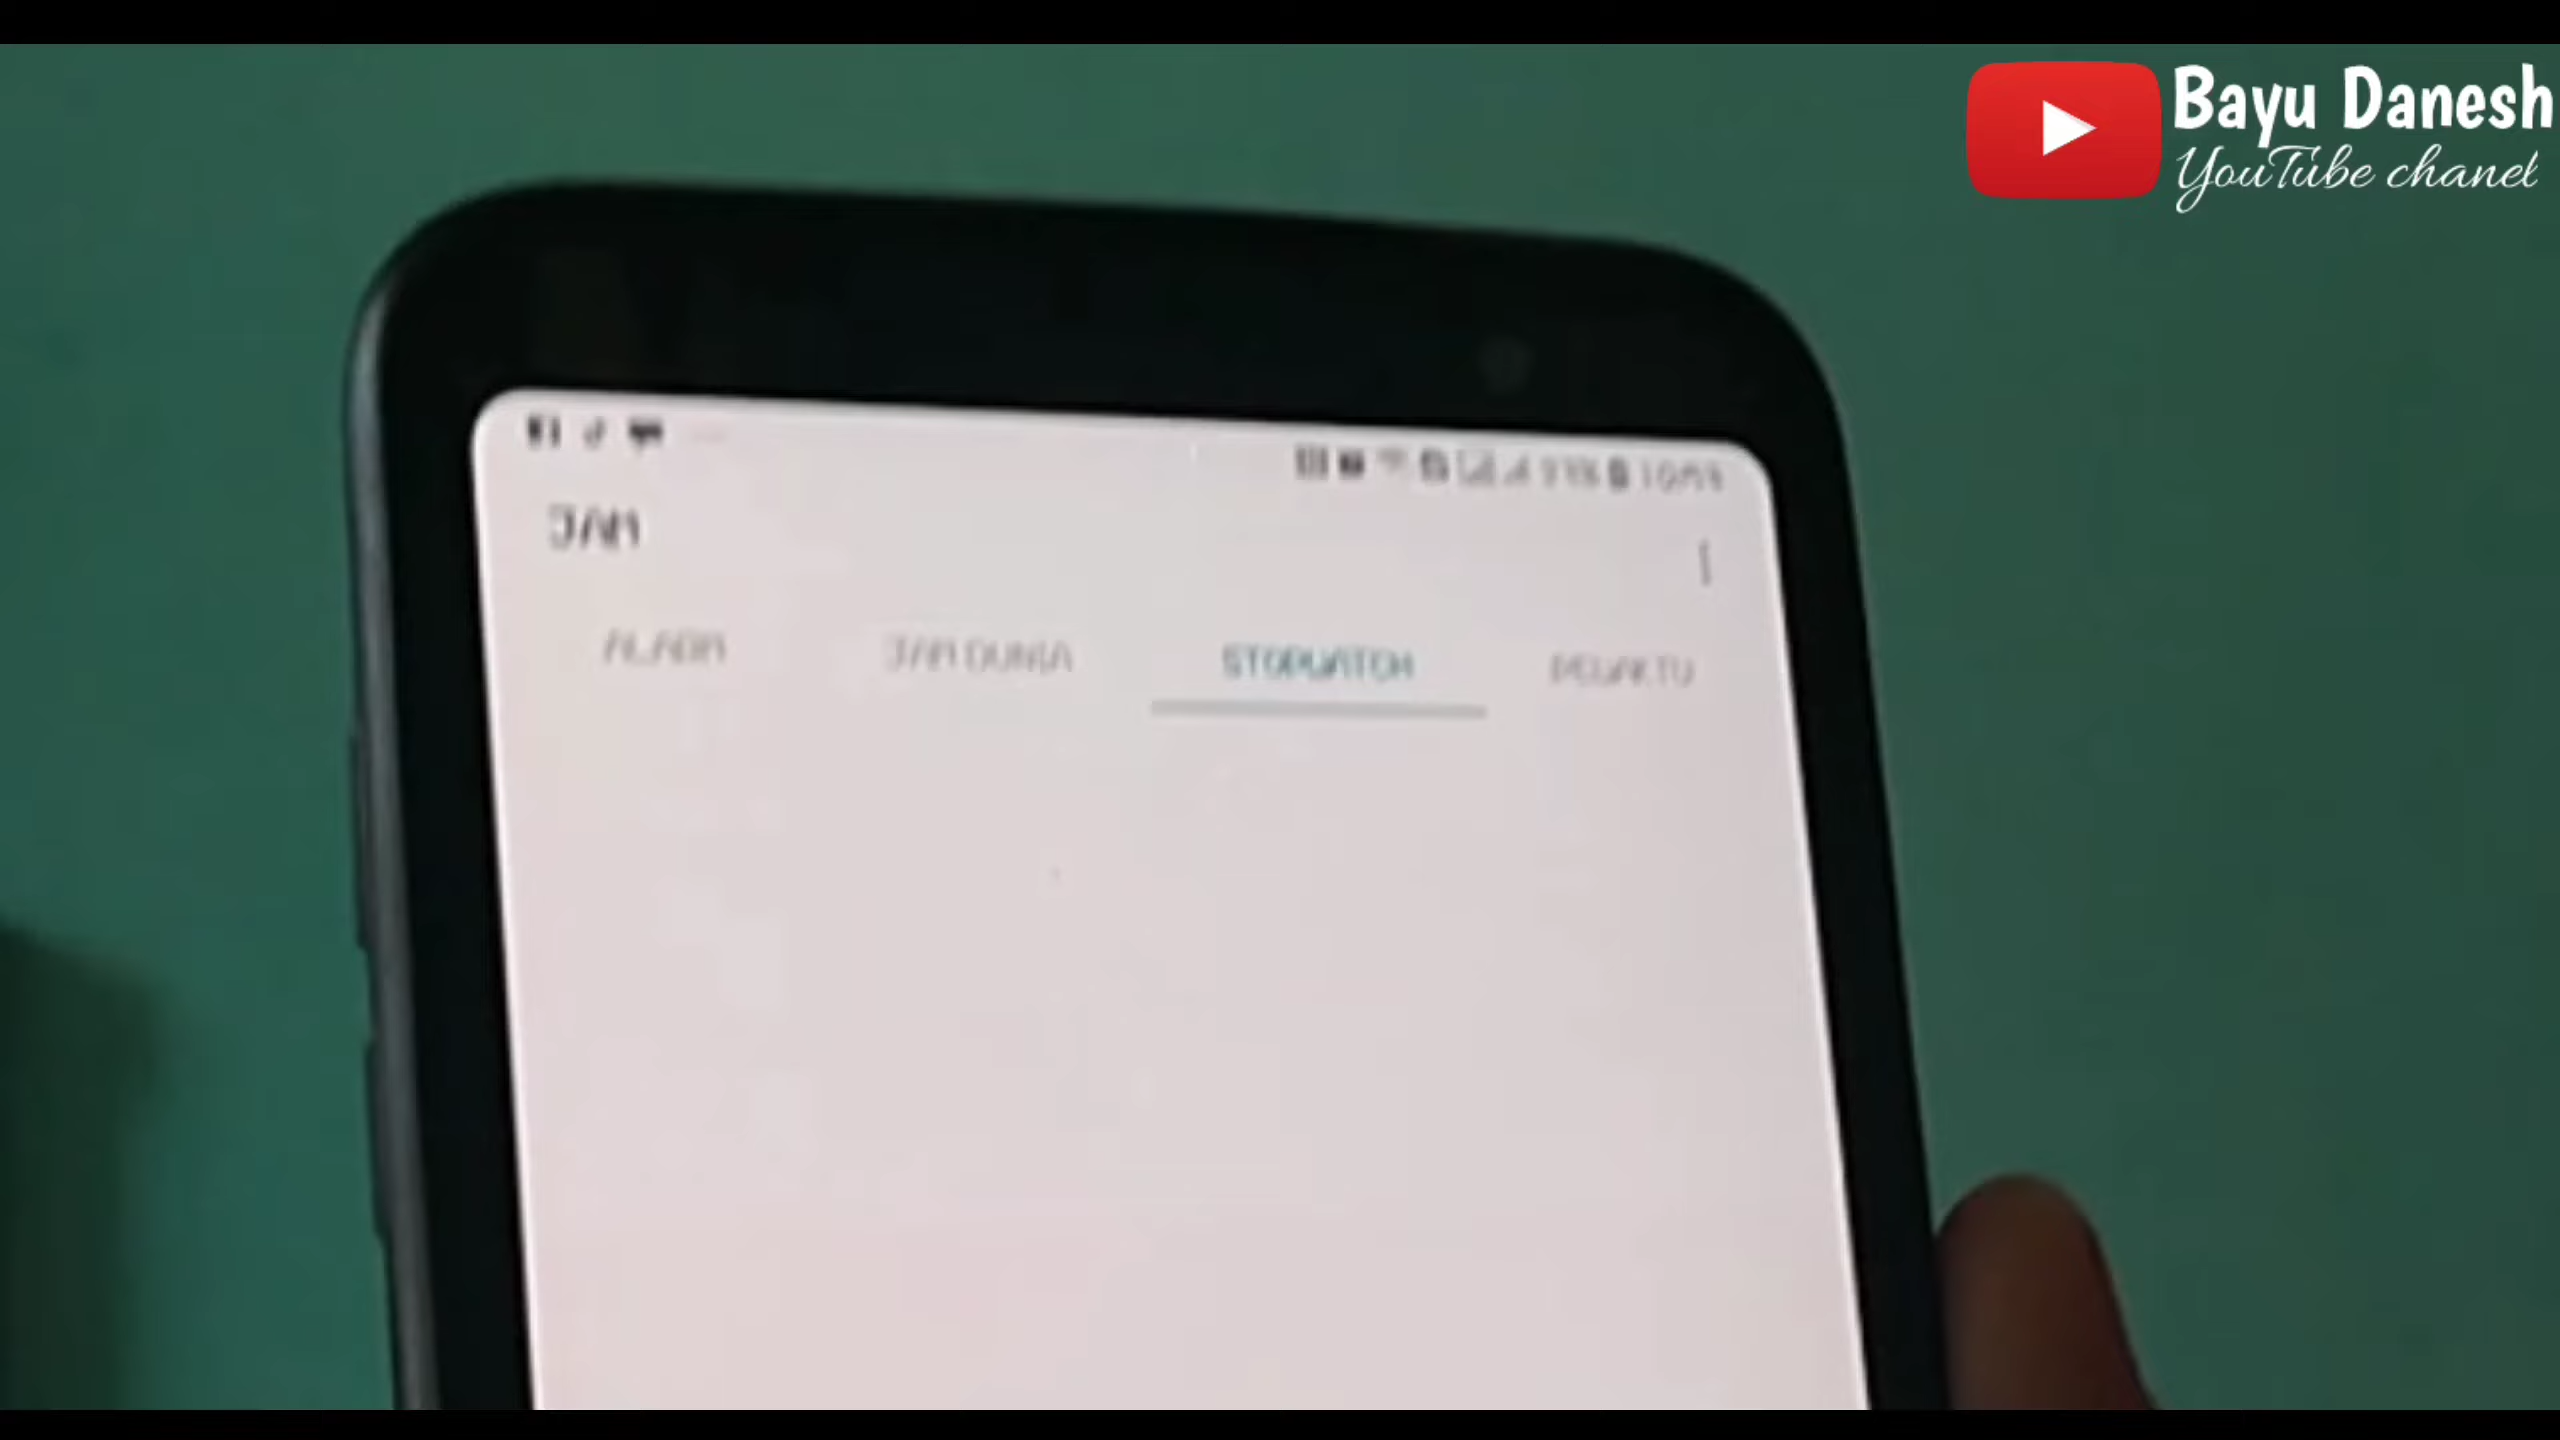 Bayu Danesh
YouTube chanel
JAM
ALARM
JAM DUNIA
STOPWATCH
PEWAKTU